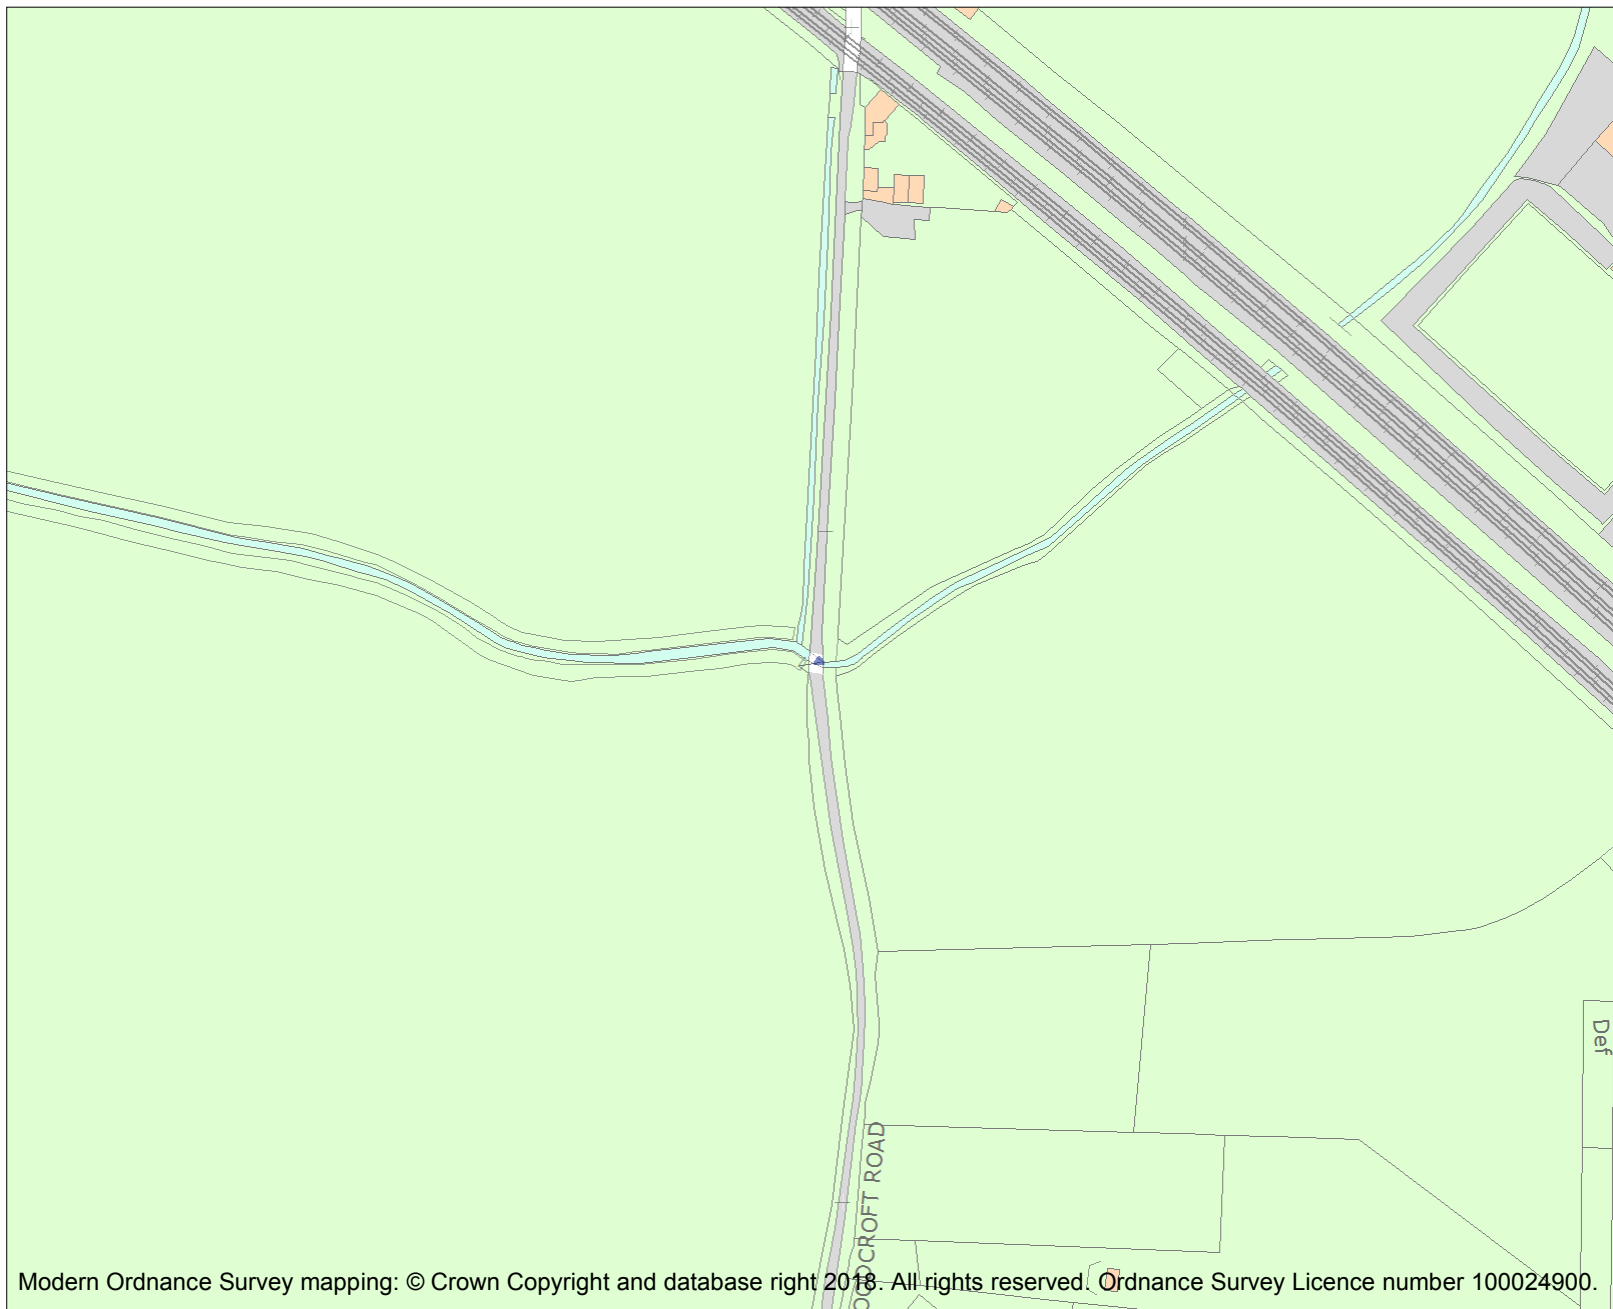 Def
ROAD
Modern Ordnance Survey mapping: © Crown Copyright and database right 2018. All rights reserved. Ordnance Survey Licence number 100024900.